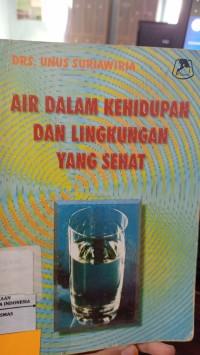 DRS. UNUS SURIAWIRIA
AIR DALAM KEHIDUPAN
DAN LINGKUNGAN
YANG SEHAT